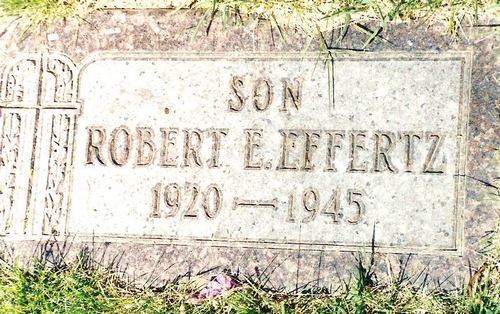 SON
ROBERT E. EFFERTZ
1920 — 1945